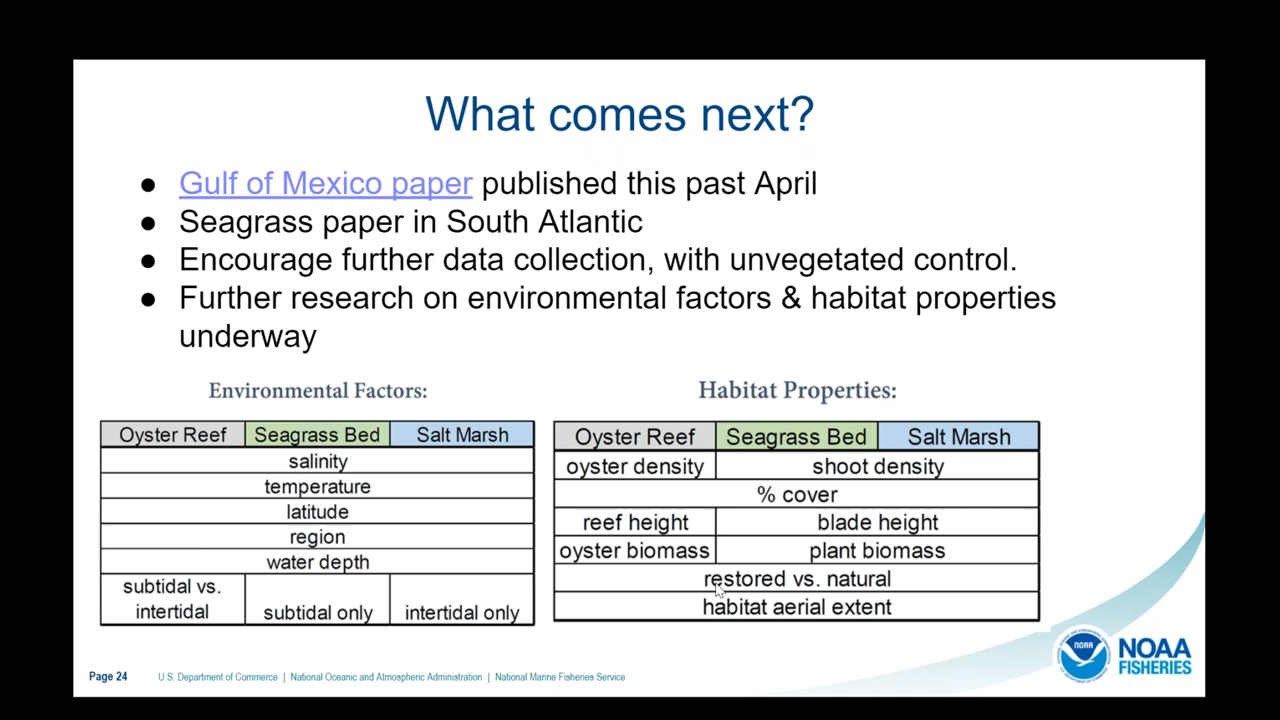 What comes next?
● Gulf of Mexico paper published this past April
● Seagrass paper in South Atlantic
● Encourage further data collection, with unvegetated control.
● Further research on environmental factors & habitat properties
underway
Environmental Factors:
Oyster Reef Seagrass Bed Salt Marsh
salinity
temperature
latitude
region
water depth
subtidal vs.
intertidal subtidal only intertidal only
Habitat Properties:
Oyster Reef Seagrass Bed Salt Marsh
oyster density shoot density
% cover
reef height blade height
oyster biomass plant biomass
restored vs. natural
habitat aerial extent
NOAA
NOAA
FISHERIES
Page 24 U.S. Department of Commerce | National Oceanic and Atmospheric Administration | National Marine Fisheries Service